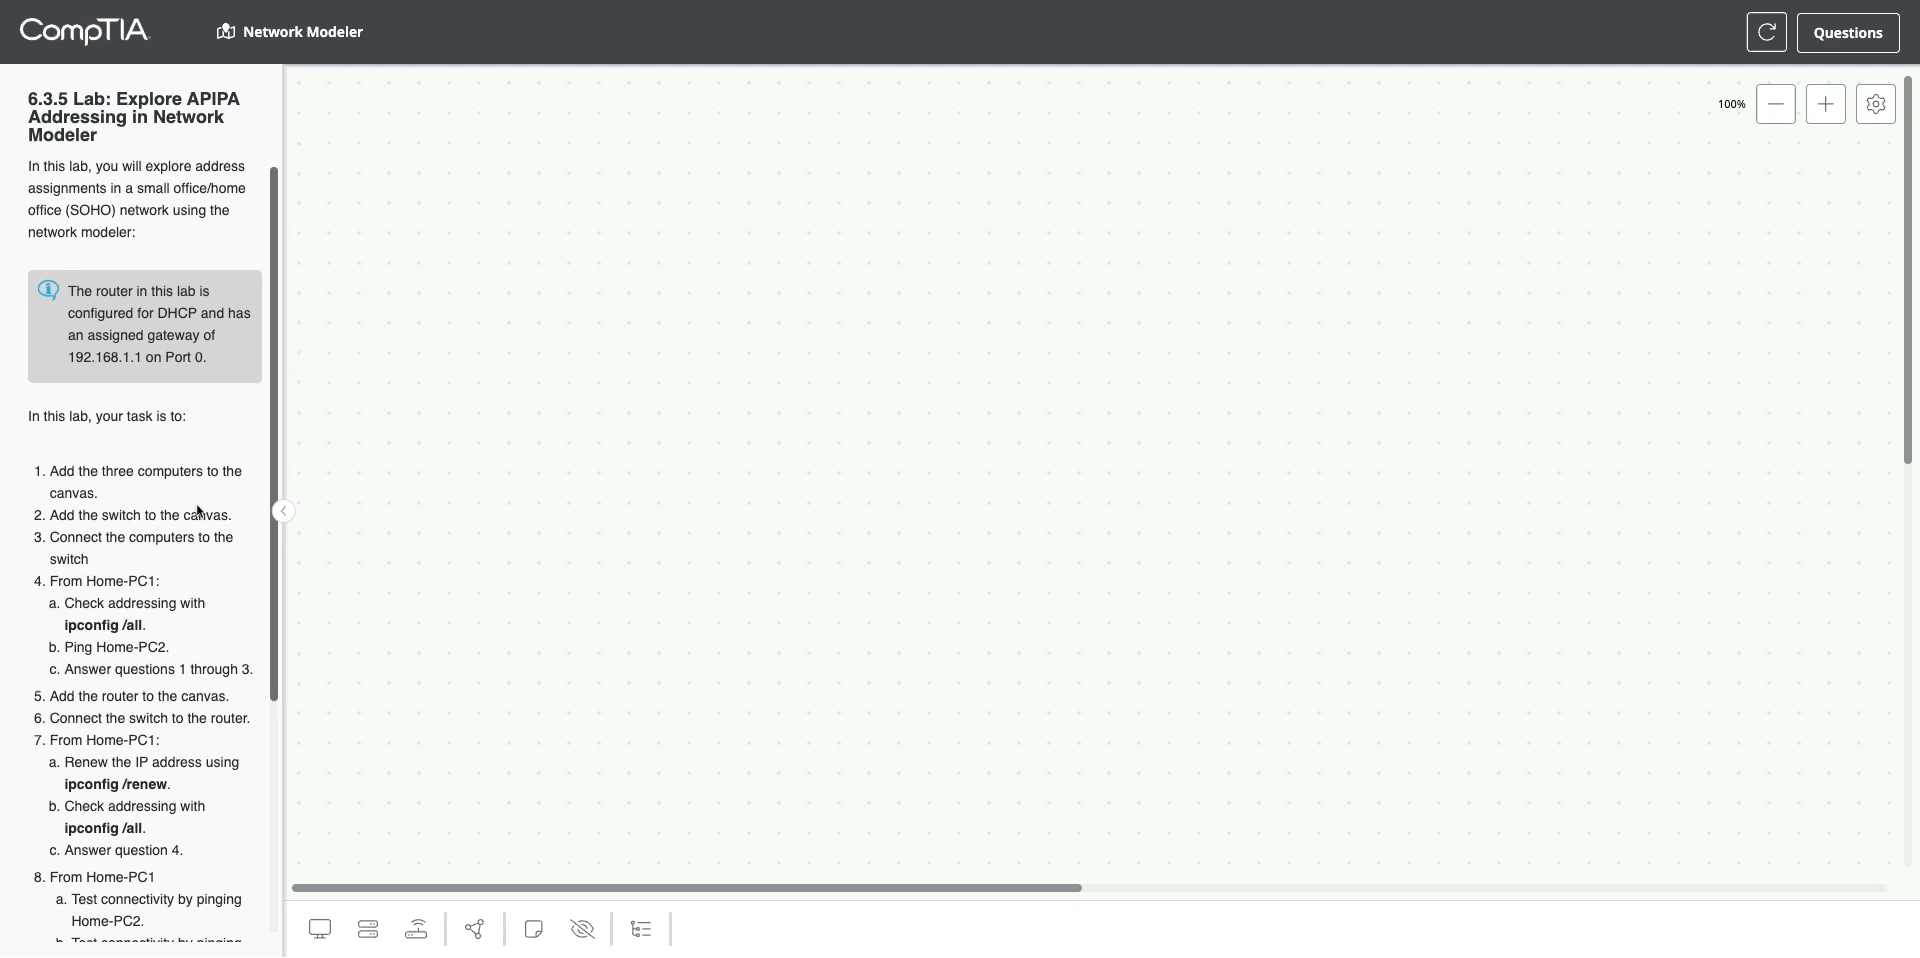 CompTIA.
Network Modeler
Questions
6.3.5 Lab: Explore APIPA
Addressing in Network
Modeler
In this lab, you will explore address
assignments in a small office/home
office (SOHO) network using the
network modeler:
The router in this lab is
configured for DHCP and has
an assigned gateway of
192.168.1.1 on Port 0.
In this lab, your task is to:
1. Add the three computers to the
canvas.
2. Add the switch to the canvas.
3. Connect the computers to the
switch
4. From Home-PC1:
a. Check addressing with
ipconfig /all.
b. Ping Home-PC2.
c. Answer questions 1 through 3.
5. Add the router to the canvas.
6. Connect the switch to the router.
7. From Home-PC1:
a. Renew the IP address using
ipconfig /renew.
b. Check addressing with
ipconfig /all.
c. Answer question 4.
8. From Home-PC1
a. Test connectivity by pinging
Home-PC2.
b. Test connectivity by pinging
100%